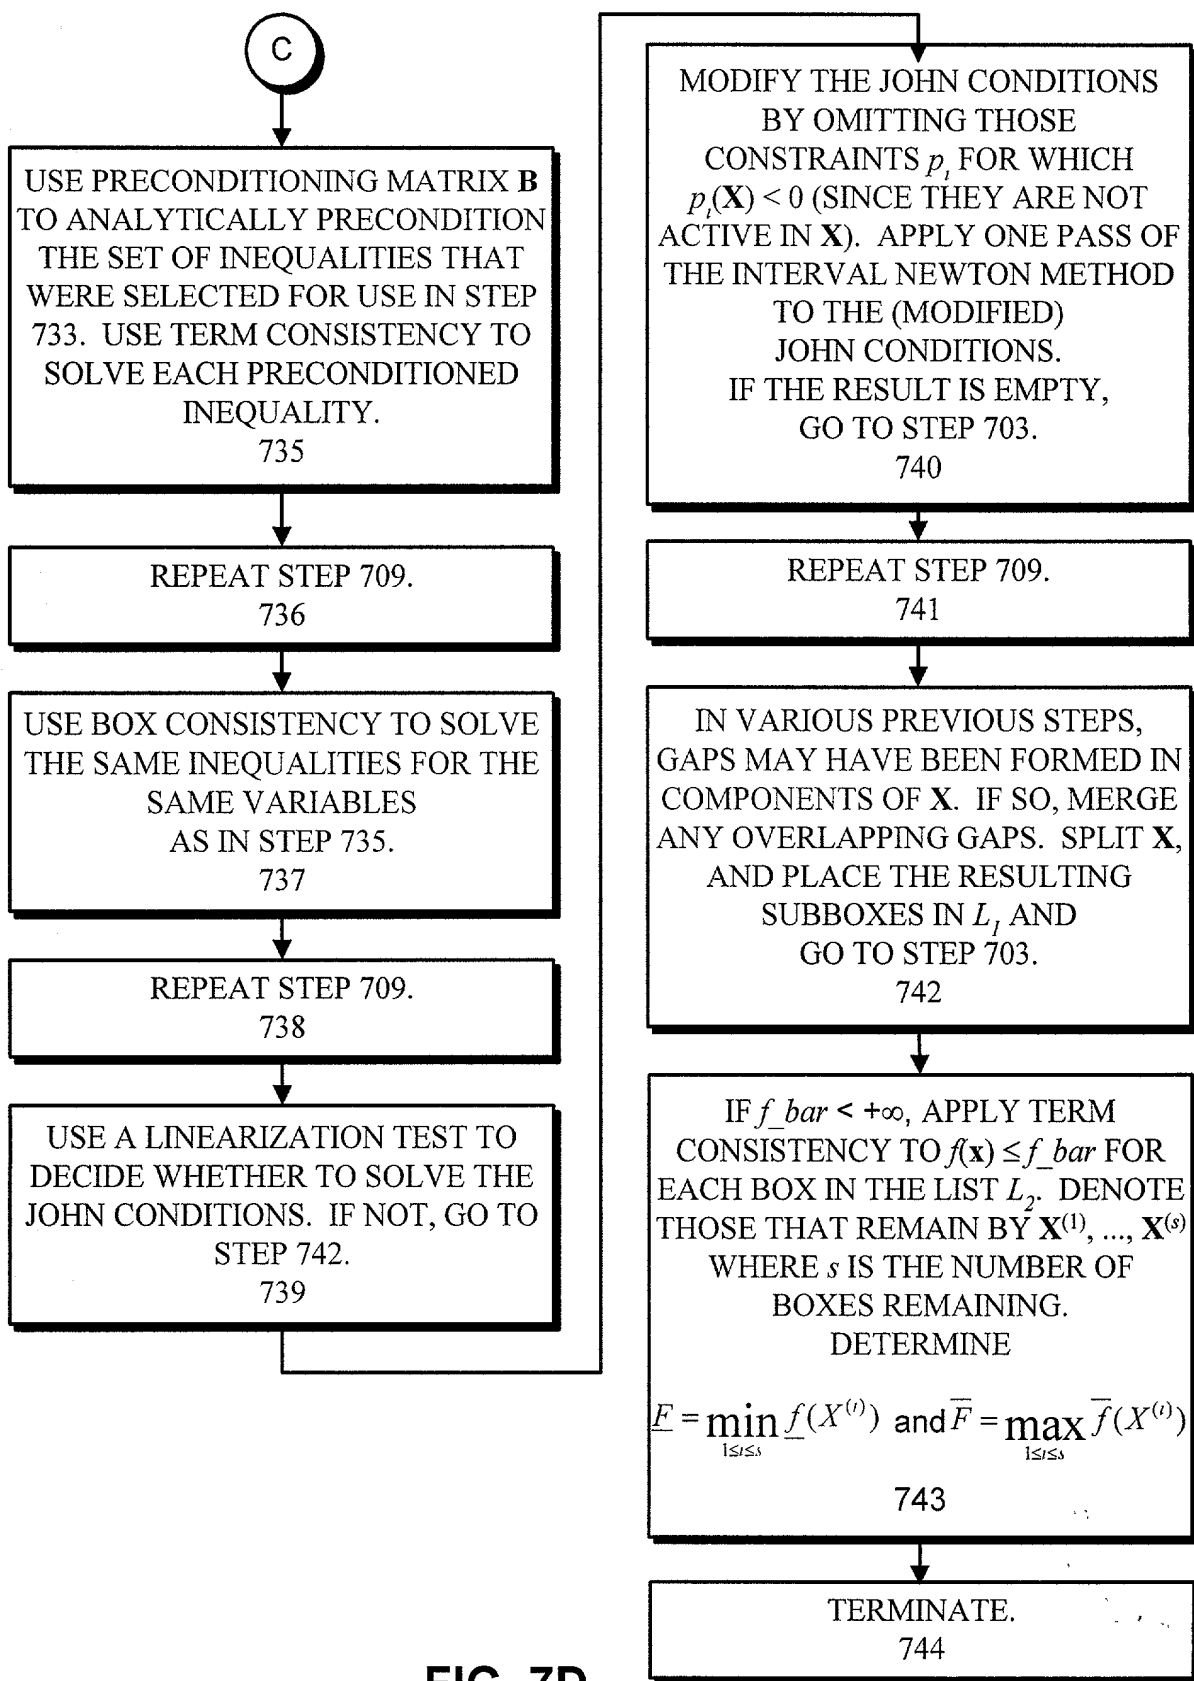 C
USE PRECONDITIONING MATRIX B
TO ANALYTICALLY PRECONDITION
THE SET OF INEQUALITIES THAT
WERE SELECTED FOR USE IN STEP
733. USE TERM CONSISTENCY TO
SOLVE EACH PRECONDITIONED
INEQUALITY.
735
REPEAT STEP 709.
736
USE BOX CONSISTENCY TO SOLVE
THE SAME INEQUALITIES FOR THE
SAME VARIABLES
AS IN STEP 735.
737
REPEAT STEP 709.
738
USE A LINEARIZATION TEST TO
DECIDE WHETHER TO SOLVE THE
JOHN CONDITIONS. IF NOT, GO TO
STEP 742.
739
MODIFY THE JOHN CONDITIONS
BY OMITTING THOSE
CONSTRAINTS p_i FOR WHICH
p_i(X) < 0 (SINCE THEY ARE NOT
ACTIVE IN X). APPLY ONE PASS OF
THE INTERVAL NEWTON METHOD
TO THE (MODIFIED)
JOHN CONDITIONS.
IF THE RESULT IS EMPTY,
GO TO STEP 703.
740
REPEAT STEP 709.
741
IN VARIOUS PREVIOUS STEPS,
GAPS MAY HAVE BEEN FORMED IN
COMPONENTS OF X. IF SO, MERGE
ANY OVERLAPPING GAPS. SPLIT X,
AND PLACE THE RESULTING
SUBBOXES IN L_1 AND
GO TO STEP 703.
742
IF f_bar < +∞, APPLY TERM
CONSISTENCY TO f(x) ≤ f_bar FOR
EACH BOX IN THE LIST L_2. DENOTE
THOSE THAT REMAIN BY X^(1), ..., X^(s)
WHERE s IS THE NUMBER OF
BOXES REMAINING.
DETERMINE
F̲ = min f̲(X^(i)) and F̅ = max f̅(X^(i))
1≤i≤s 1≤i≤s
743
TERMINATE.
744
FIG. 7D